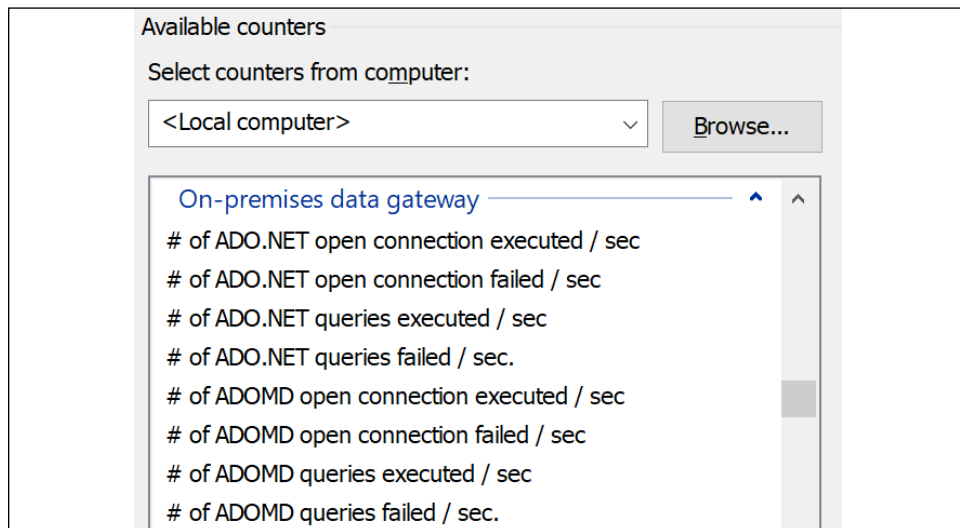 Available counters
Select counters from computer:
<Local computer>
Browse...
On-premises data gateway
# of ADO.NET open connection executed / sec
# of ADO.NET open connection failed / sec
# of ADO.NET queries executed / sec
# of ADO.NET queries failed / sec.
# of ADOMD open connection executed / sec
# of ADOMD open connection failed / sec
# of ADOMD queries executed / sec
# of ADOMD queries failed / sec.